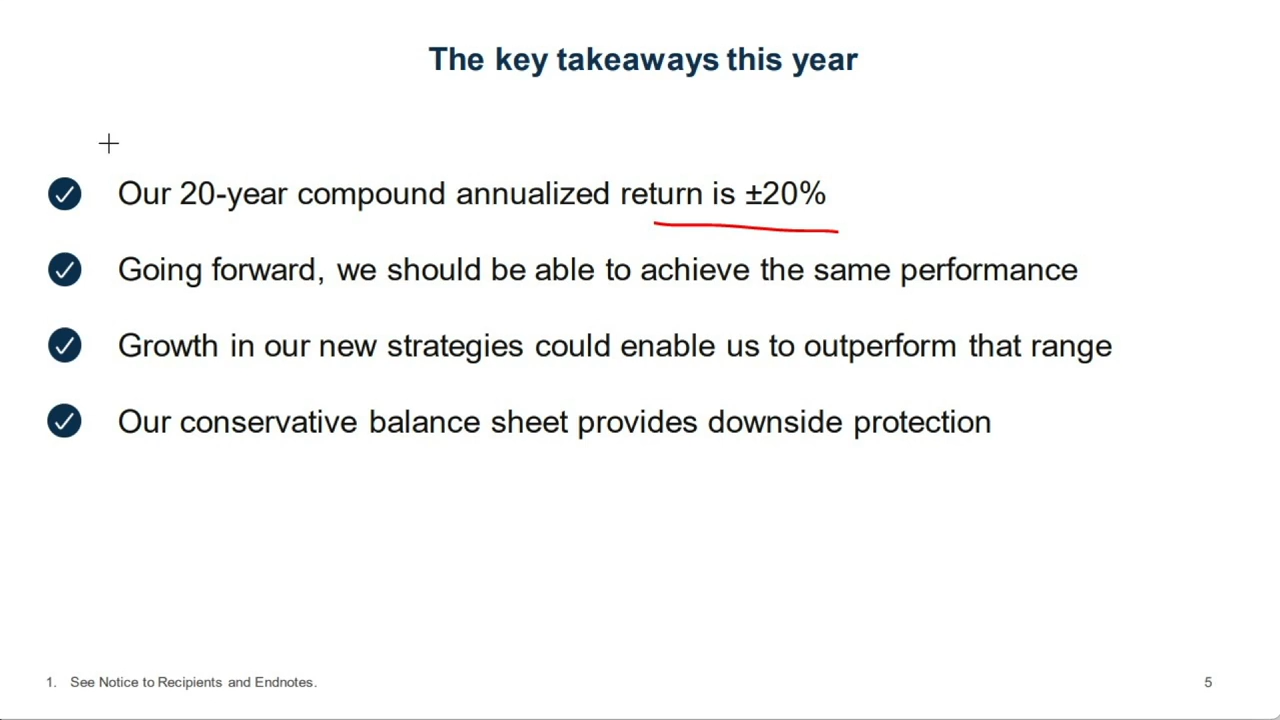 The key takeaways this year
Our 20-year compound annualized return is ±20%
Going forward, we should be able to achieve the same performance
Growth in our new strategies could enable us to outperform that range
Our conservative balance sheet provides downside protection
1. See Notice to Recipients and Endnotes.
5